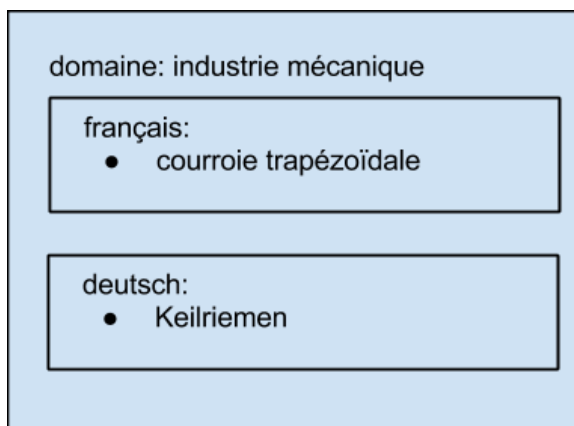 domaine: industrie mécanique
français:
● courroie trapézoïdale
deutsch:
● Keilriemen